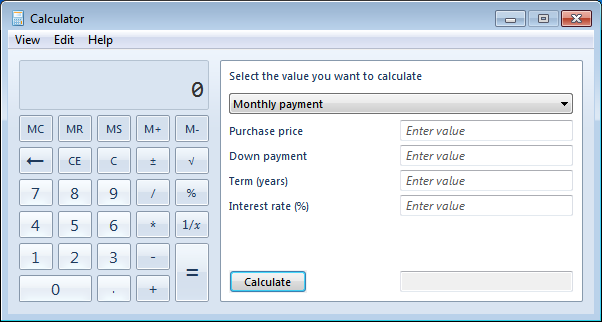 Calculator
View Edit Help
0
MC MR MS M+ M-
← CE C ± √
7 8 9 / %
4 5 6 * 1/x
1 2 3 - =
0 . +
Select the value you want to calculate
Monthly payment
Purchase price Enter value
Down payment Enter value
Term (years) Enter value
Interest rate (%) Enter value
Calculate